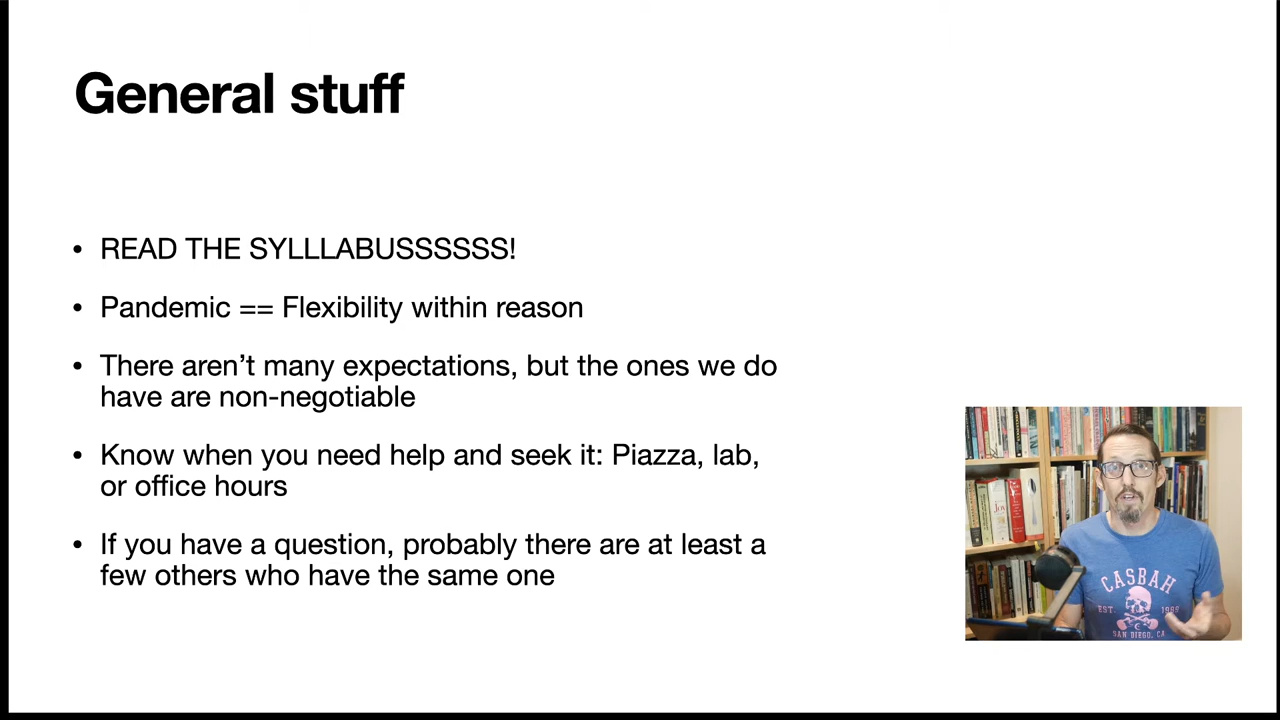 General stuff
• READ THE SYLLLABUSSSSSS!
• Pandemic == Flexibility within reason
• There aren’t many expectations, but the ones we do
have are non-negotiable
• Know when you need help and seek it: Piazza, lab,
or office hours
• If you have a question, probably there are at least a
few others who have the same one
CASBAH
EST.
SAN DIEGO, CA